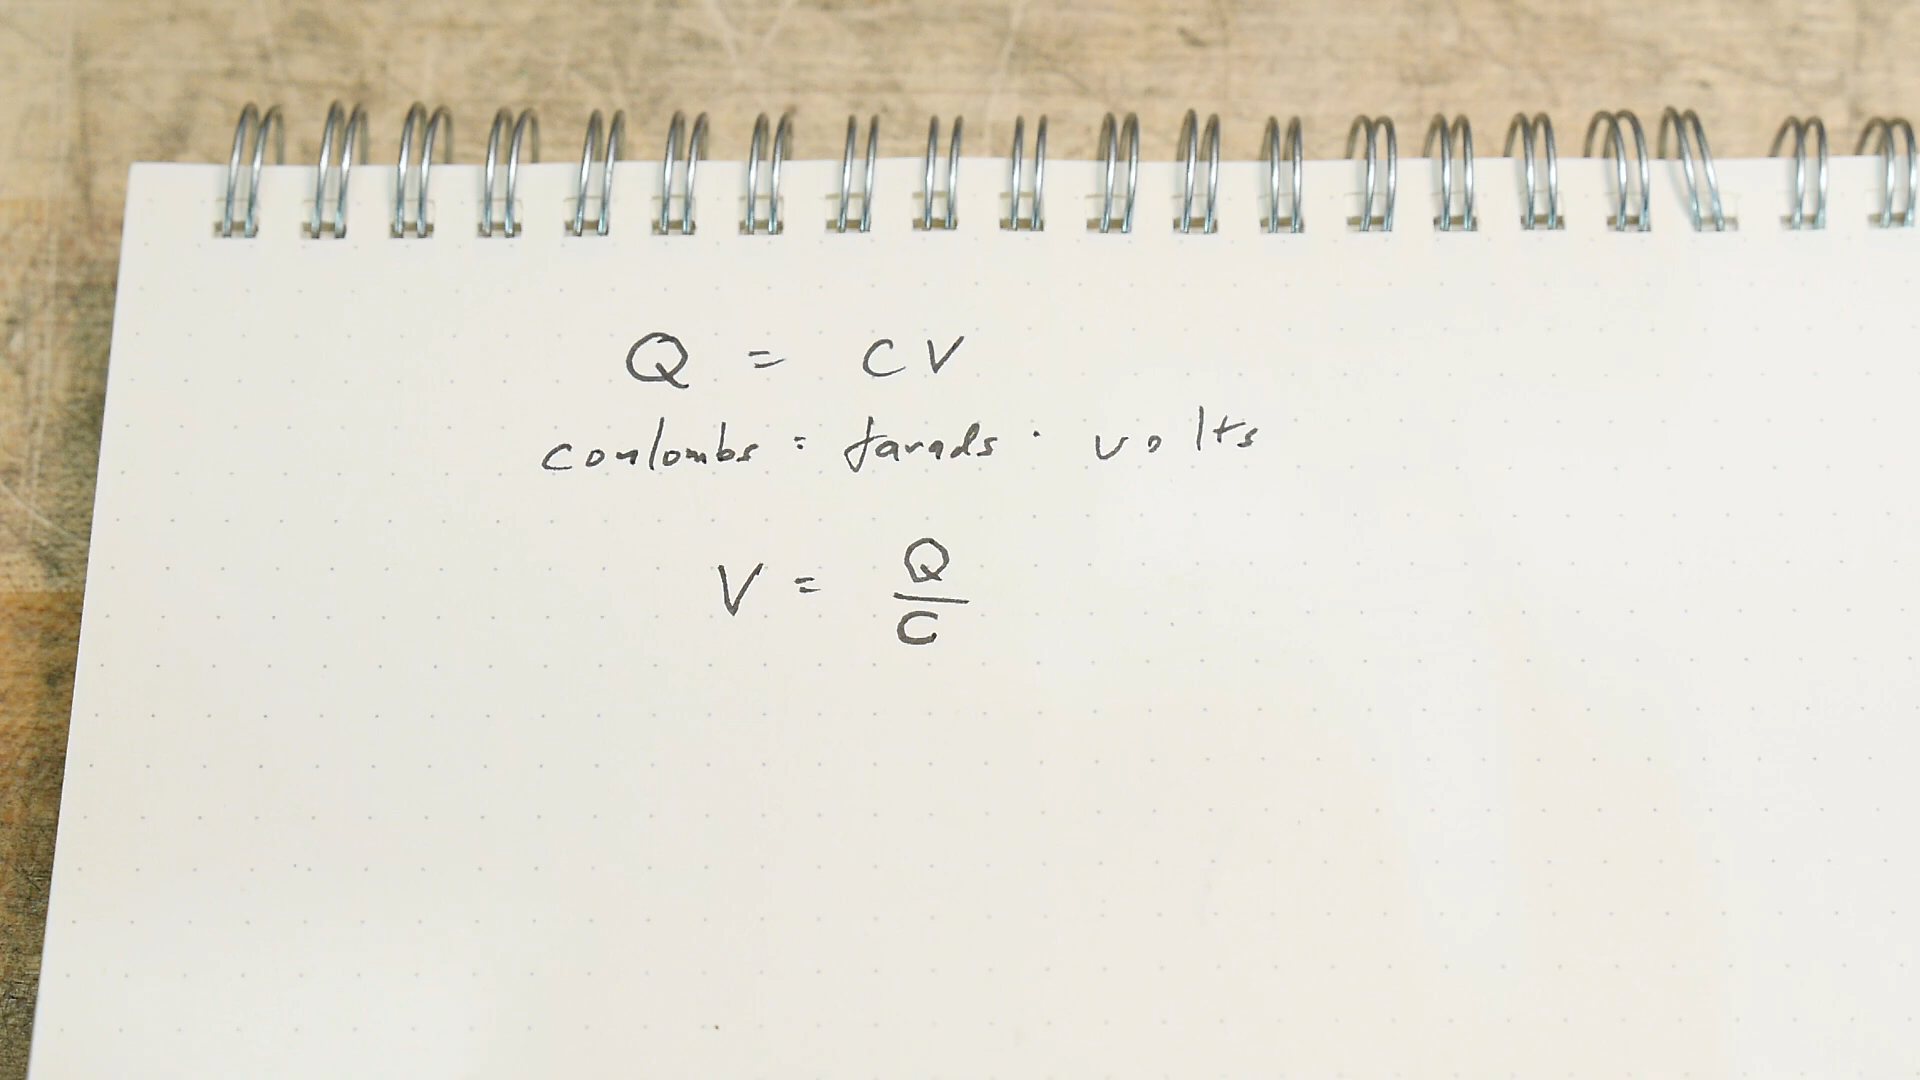 Q = CV
coulombs = farads · volts
V = Q/C